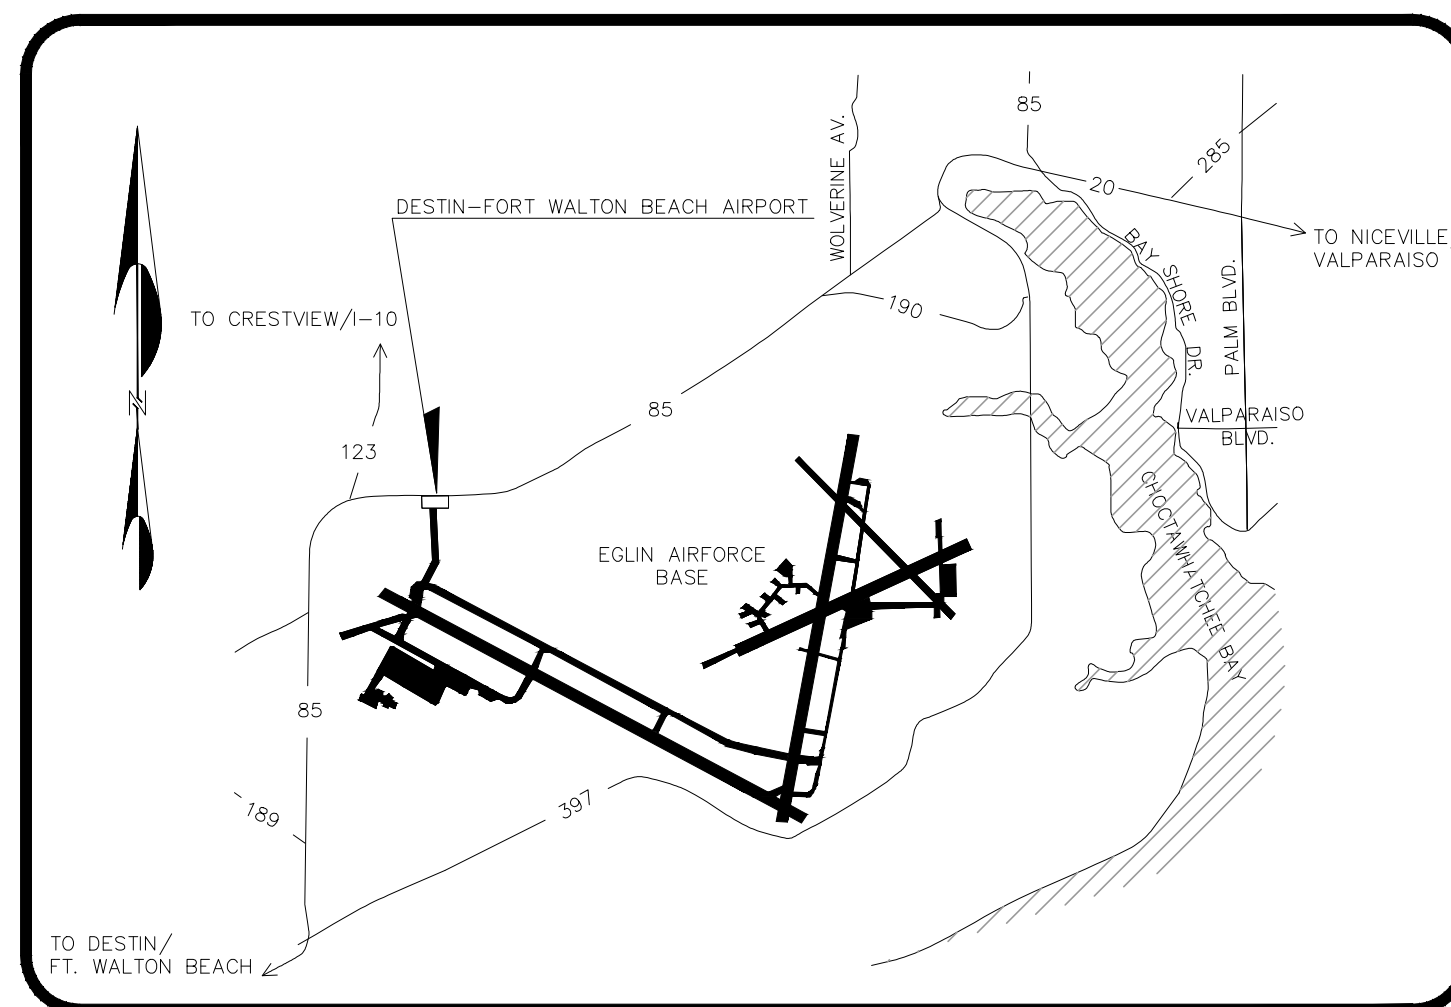 85
WOLVERINE AV.
285
20
DESTIN-FORT WALTON BEACH AIRPORT
TO NICEVILLE
VALPARAISO
BAY SHORE DR.
PALM BLVD.
190
TO CRESTVIEW/I-10
N
85
VALPARAISO
BLVD.
123
CHOCTAWHATCHEE BAY
EGLIN AIRFORCE
BASE
85
397
189
TO DESTIN/
FT. WALTON BEACH